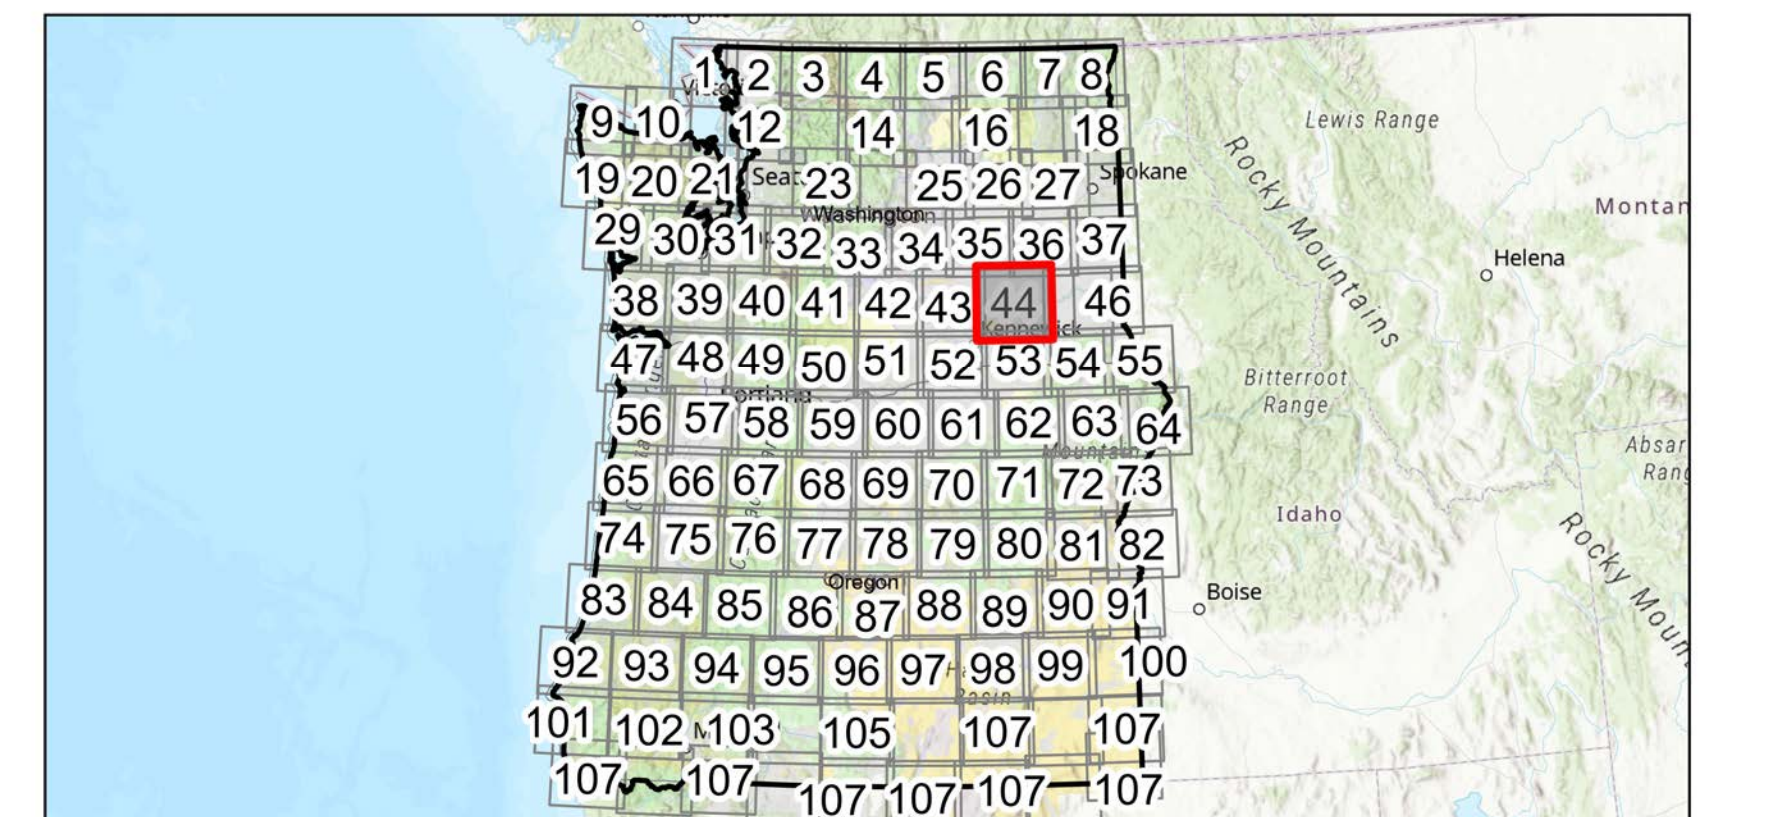 1 2 3 4 5 6 7 8
Lewis Range
9 10 12 14 16 18
Rocky Mountains
19 20 21 Seat 23 25 26 27 Spokane
Montan
Washington
29 30 31 32 33 34 35 36 37
Helena
38 39 40 41 42 43 44 46
Kennewick
47 48 49 50 51 52 53 54 55
Bitterroot
Range
Portland
56 57 58 59 60 61 62 63 64
Absar
Rang
Mountain
65 66 67 68 69 70 71 72 73
Idaho
Rocky Moun
74 75 76 77 78 79 80 81 82
Oregon
Boise
83 84 85 86 87 88 89 90 91
92 93 94 95 96 97 98 99 100
Basin
101 102 103 105 107 107
107 107 107 107 107 107